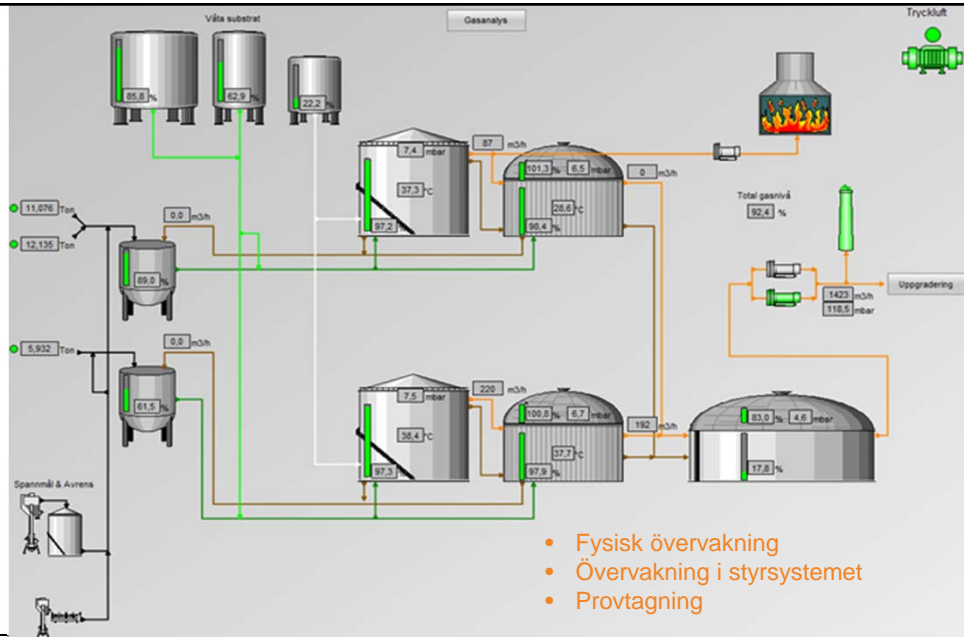 Våta substrat
Gasanalys
Tryckluft
85,8 %
62,9 %
22,2 %
7,4 mbar
87 m3/h
101,3 % 6,5 mbar
0 m3/h
37,3 °C
28,6 °C
97,2 %
98,4 %
Total gasnivå
92,4 %
11,076 Ton
0,0 m3/h
12,135 Ton
89,0 %
Uppgradering
1423 m3/h
118,5 mbar
5,932 Ton
0,0 m3/h
61,5 %
7,5 mbar
220 m3/h
100,8 % 6,7 mbar
192 m3/h
83,0 % 4,6 mbar
38,4 °C
37,7 °C
97,3 %
97,9 %
17,8 %
Spannmål & Avrens
• Fysisk övervakning
• Övervakning i styrsystemet
• Provtagning